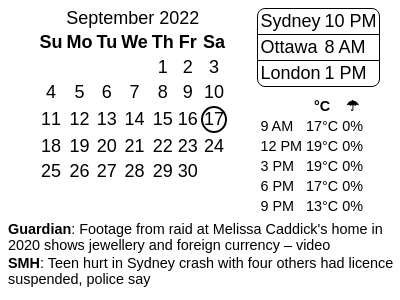 September 2022
Su Mo Tu We Th Fr Sa
1 2 3
4 5 6 7 8 9 10
11 12 13 14 15 16 17
18 19 20 21 22 23 24
25 26 27 28 29 30
Sydney 10 PM
Ottawa 8 AM
London 1 PM
°C ☂
9 AM 17°C 0%
12 PM 19°C 0%
3 PM 19°C 0%
6 PM 17°C 0%
9 PM 13°C 0%
Guardian: Footage from raid at Melissa Caddick's home in
2020 shows jewellery and foreign currency – video
SMH: Teen hurt in Sydney crash with four others had licence
suspended, police say